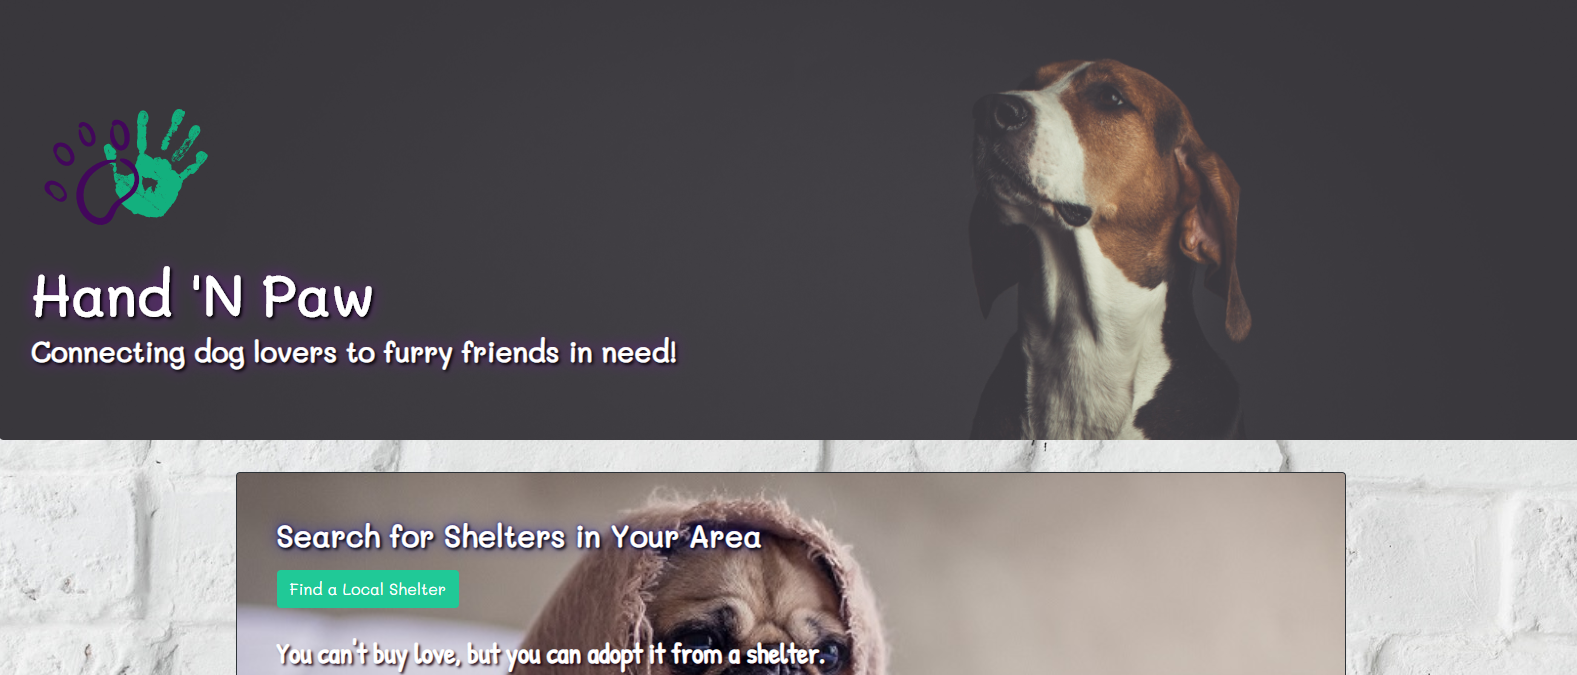 Hand 'N Paw
Connecting dog lovers to furry friends in need!
Search for Shelters in Your Area
Find a Local Shelter
You can't buy love, but you can adopt it from a shelter.